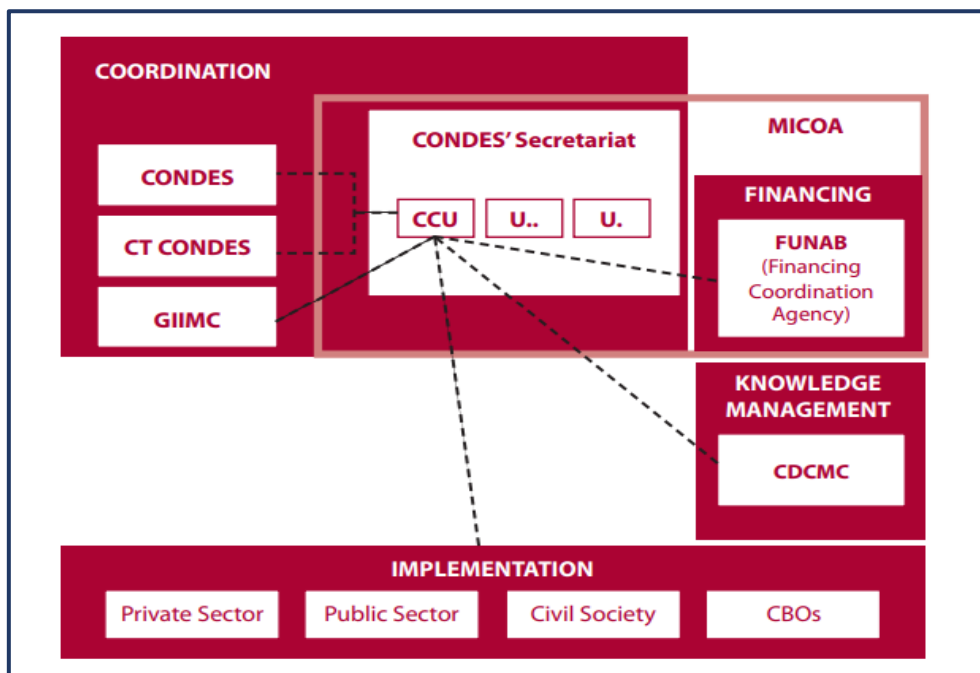 COORDINATION
CONDES
CT CONDES
GIIMC
CONDES’ Secretariat
CCU
U..
U.
MICOA
FINANCING
FUNAB
(Financing
Coordination
Agency)
KNOWLEDGE
MANAGEMENT
CDCMC
IMPLEMENTATION
Private Sector
Public Sector
Civil Society
CBOs